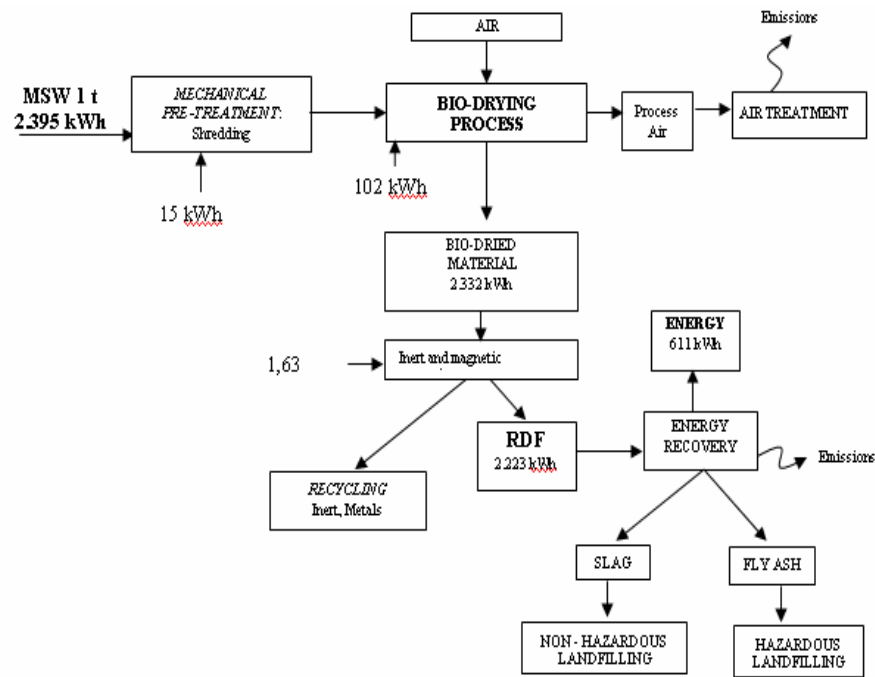 Emissions
AIR
MSW 1 t
2.395 kWh
MECHANICAL
PRE-TREATMENT:
Shredding
BIO-DRYING
PROCESS
Process
Air
AIR TREATMENT
15 kWh
102 kWh
BIO-DRIED
MATERIAL
2.332 kWh
ENERGY
611 kWh
1,63
Inert and magnetic
RDF
2.223 kWh
ENERGY
RECOVERY
Emissions
RECYCLING
Inert, Metals
SLAG
FLY ASH
NON - HAZARDOUS
LANDFILLING
HAZARDOUS
LANDFILLING